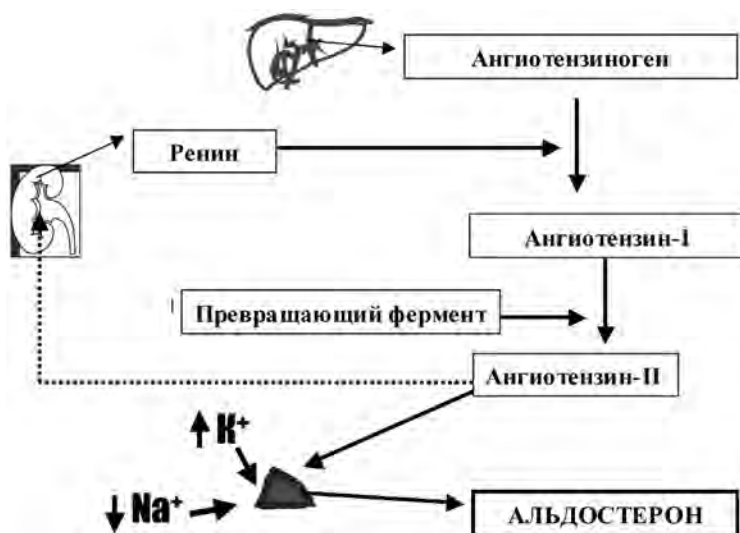 Ангиотензиноген
Ренин
Ангиотензин-I
Превращающий фермент
Ангиотензин-II
↑ K⁺
↓ Na⁺
АЛЬДОСТЕРОН